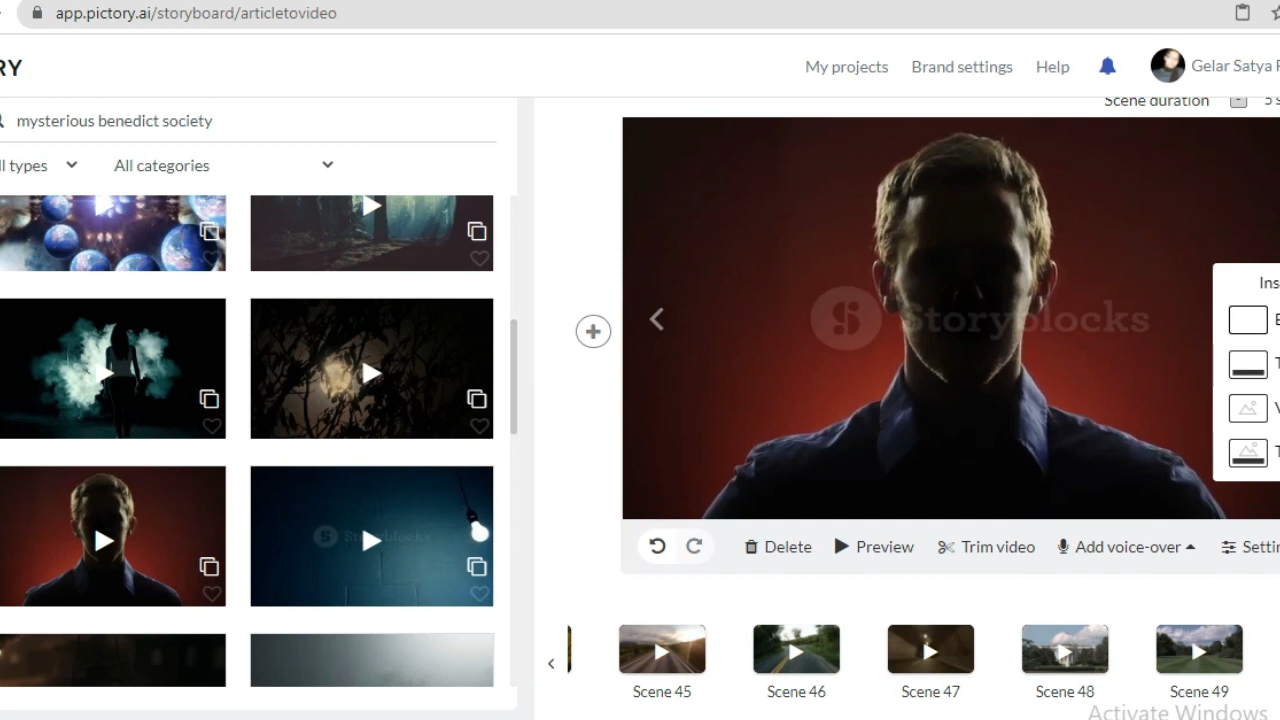 app.pictory.ai/storyboard/articletovideo
RY
My projects
Brand settings
Help
Gelar Satya
Scene duration
mysterious benedict society
All categories
types
Storyblocks
Storyblocks
Delete
Preview
Trim video
Add voice-over
Scene 45
Scene 46
Scene 47
Scene 48
Scene 49
Activate Windows